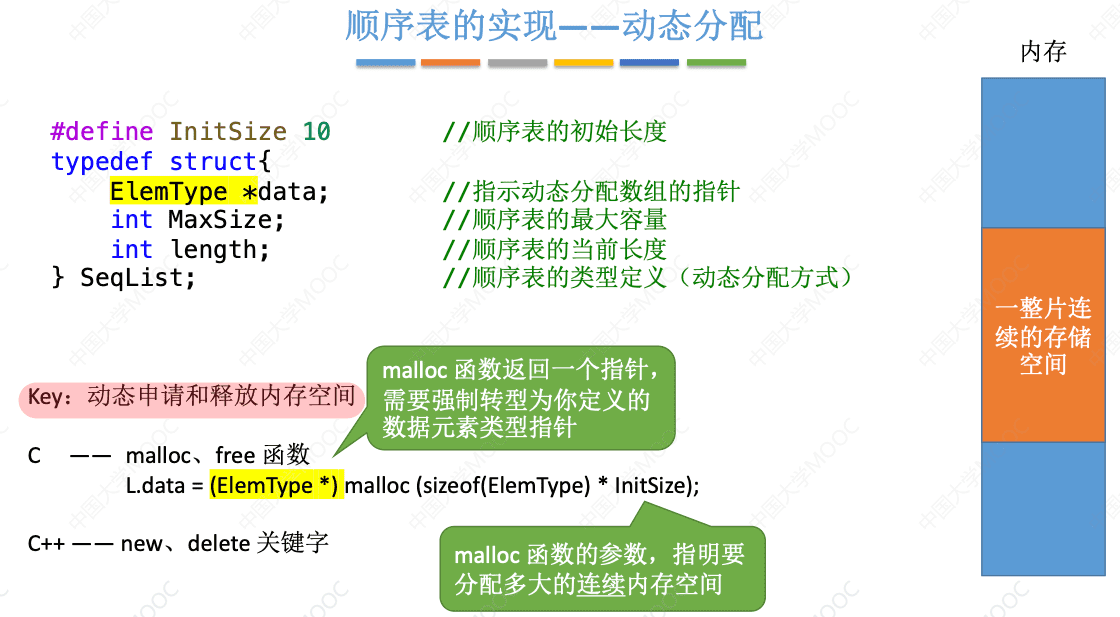 顺序表的实现——动态分配
#define InitSize 10 //顺序表的初始长度
typedef struct{
ElemType *data; //指示动态分配数组的指针
int MaxSize; //顺序表的最大容量
int length; //顺序表的当前长度
} SeqList; //顺序表的类型定义（动态分配方式）
Key：动态申请和释放内存空间
malloc 函数返回一个指针，
需要强制转型为你定义的
数据元素类型指针
C —— malloc、free 函数
L.data = (ElemType *) malloc (sizeof(ElemType) * InitSize);
C++ —— new、delete 关键字
malloc 函数的参数，指明要
分配多大的连续内存空间
内存
一整片连
续的存储
空间
中国大学MOOC